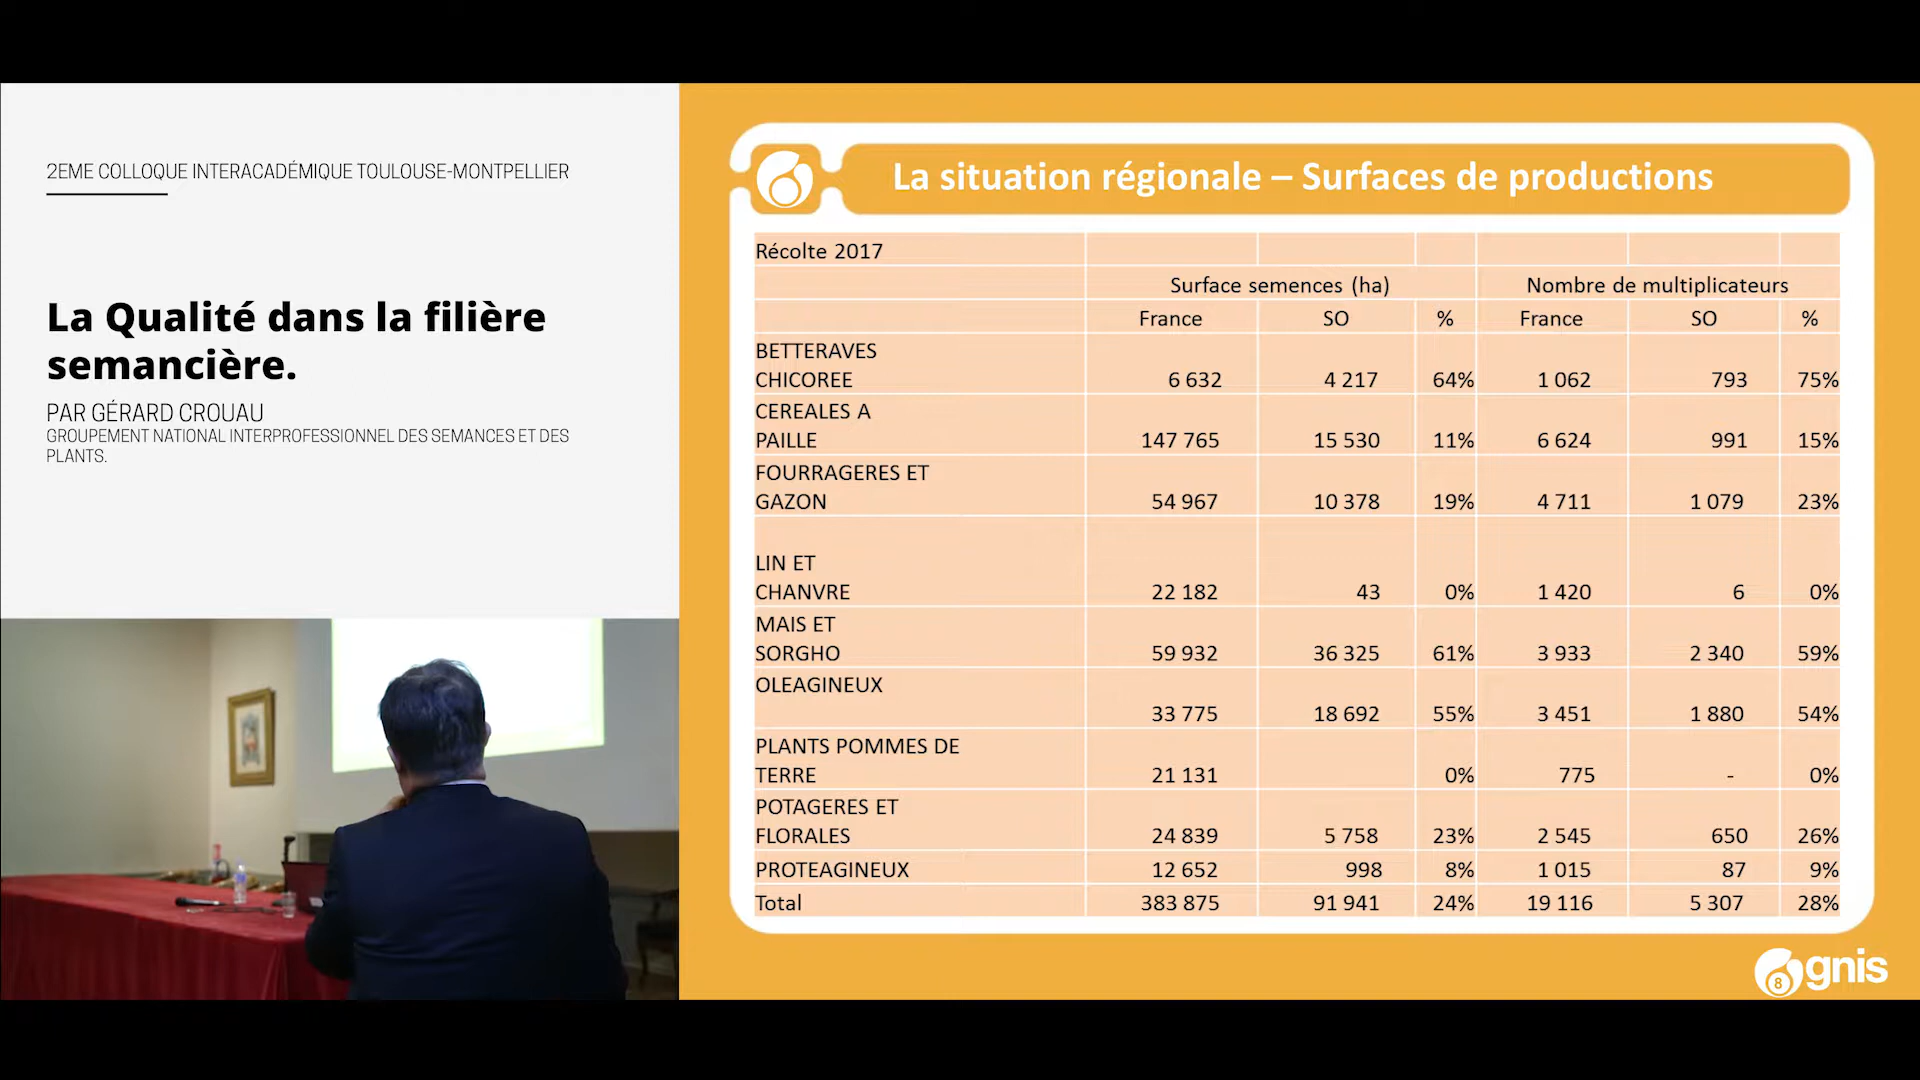 2EME COLLOQUE INTERACADÉMIQUE TOULOUSE-MONTPELLIER
La Qualité dans la filière
semancière.
PAR GÉRARD CROUAU
GROUPEMENT NATIONAL INTERPROFESSIONNEL DES SEMANCES ET DES
PLANTS.
La situation régionale – Surfaces de productions
Récolte 2017
Surface semences (ha) Nombre de multiplicateurs
France SO % France SO %
BETTERAVES
CHICOREE 6 632 4 217 64% 1 062 793 75%
CEREALES A
PAILLE 147 765 15 530 11% 6 624 991 15%
FOURRAGERES ET
GAZON 54 967 10 378 19% 4 711 1 079 23%
LIN ET
CHANVRE 22 182 43 0% 1 420 6 0%
MAIS ET
SORGHO 59 932 36 325 61% 3 933 2 340 59%
OLEAGINEUX
33 775 18 692 55% 3 451 1 880 54%
PLANTS POMMES DE
TERRE 21 131 0% 775 - 0%
POTAGERES ET
FLORALES 24 839 5 758 23% 2 545 650 26%
PROTEAGINEUX 12 652 998 8% 1 015 87 9%
Total 383 875 91 941 24% 19 116 5 307 28%
8 gnis